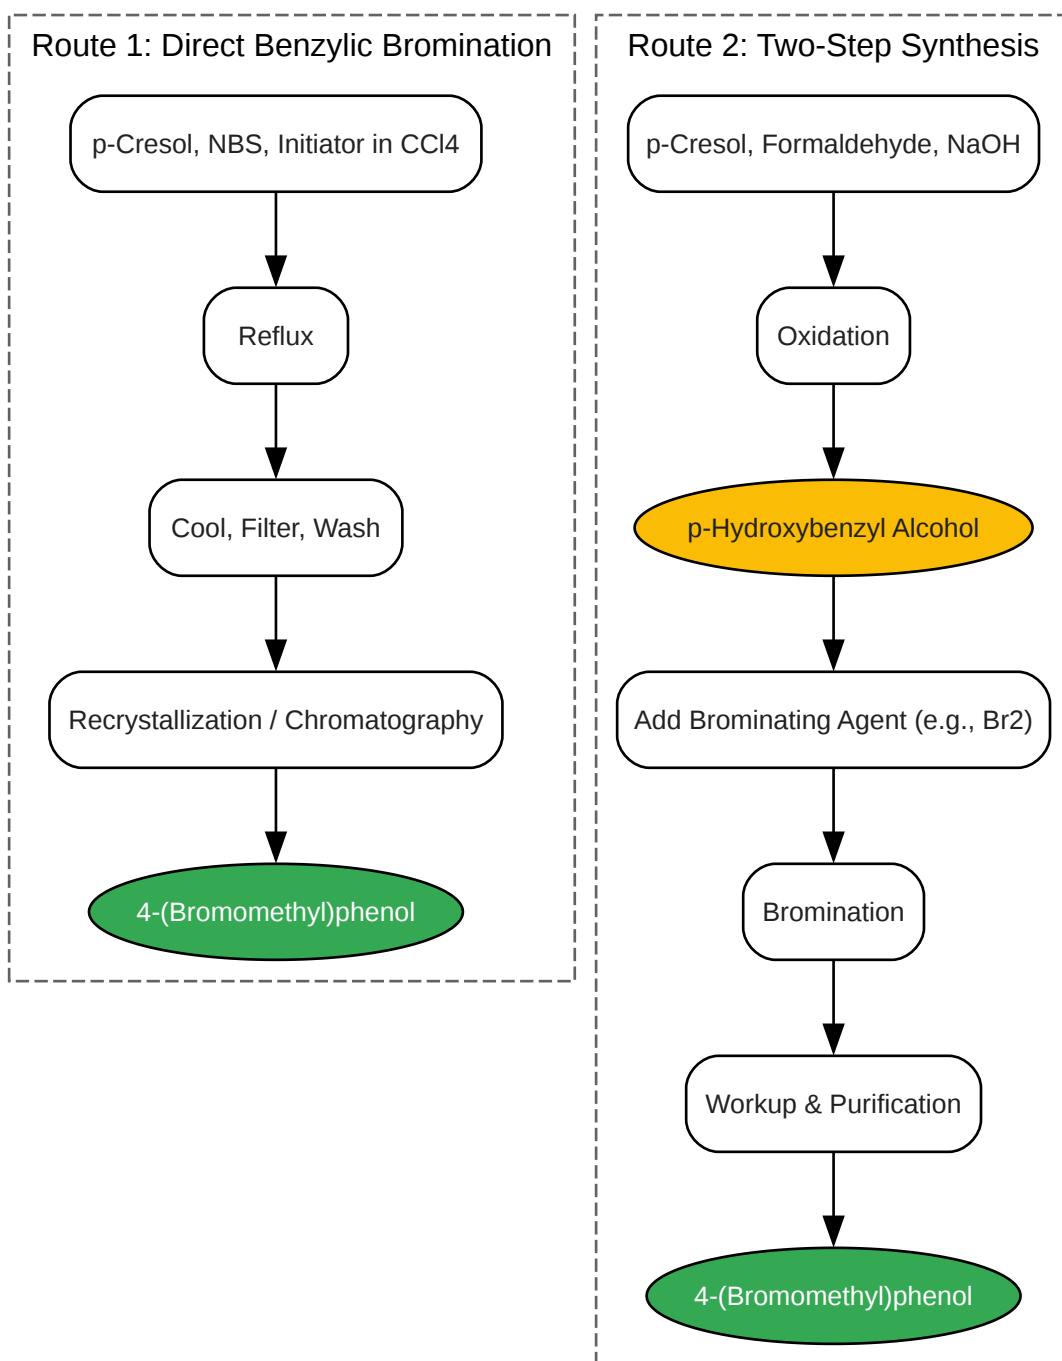 Route 1: Direct Benzylic Bromination
p-Cresol, NBS, Initiator in CCl4
Reflux
Cool, Filter, Wash
Recrystallization / Chromatography
4-(Bromomethyl)phenol
Route 2: Two-Step Synthesis
p-Cresol, Formaldehyde, NaOH
Oxidation
p-Hydroxybenzyl Alcohol
Add Brominating Agent (e.g., Br2)
Bromination
Workup & Purification
4-(Bromomethyl)phenol